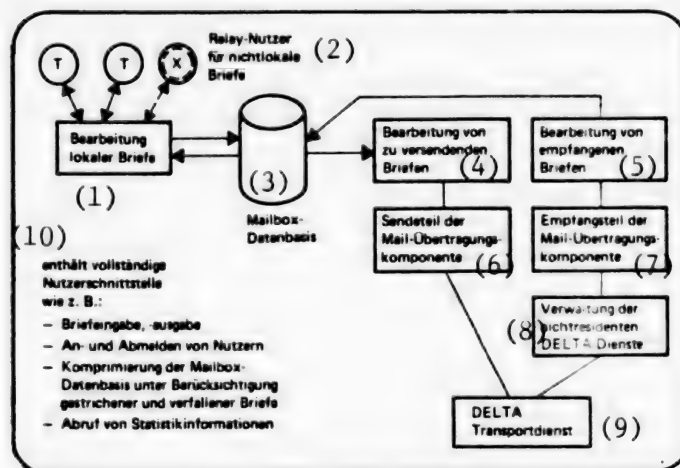 T T X
Relay-Nutzer
für nichtlokale
Briefe
(2)
Bearbeitung
lokaler Briefe
(1)
(3)
Mailbox-
Datenbasis
Bearbeitung von
zu versendenden
Briefen
(4)
Bearbeitung von
empfangenen
Briefen
(5)
Sendeteil der
Mail-Übertragungs-
komponente
(6)
Empfangsteil der
Mail-Übertragungs-
komponente
(7)
(8)
Verwaltung der
nichtresidenten
DELTA Dienste
DELTA
Transportdienst
(9)
(10)
enthält vollständige
Nutzerschnittstelle
wie z. B.:
– Briefeingabe, -ausgabe
– An- und Abmelden von Nutzern
– Komprimierung der Mailbox-
Datenbasis unter Berücksichtigung
gestrichener und verfallener Briefe
– Abruf von Statistikinformationen